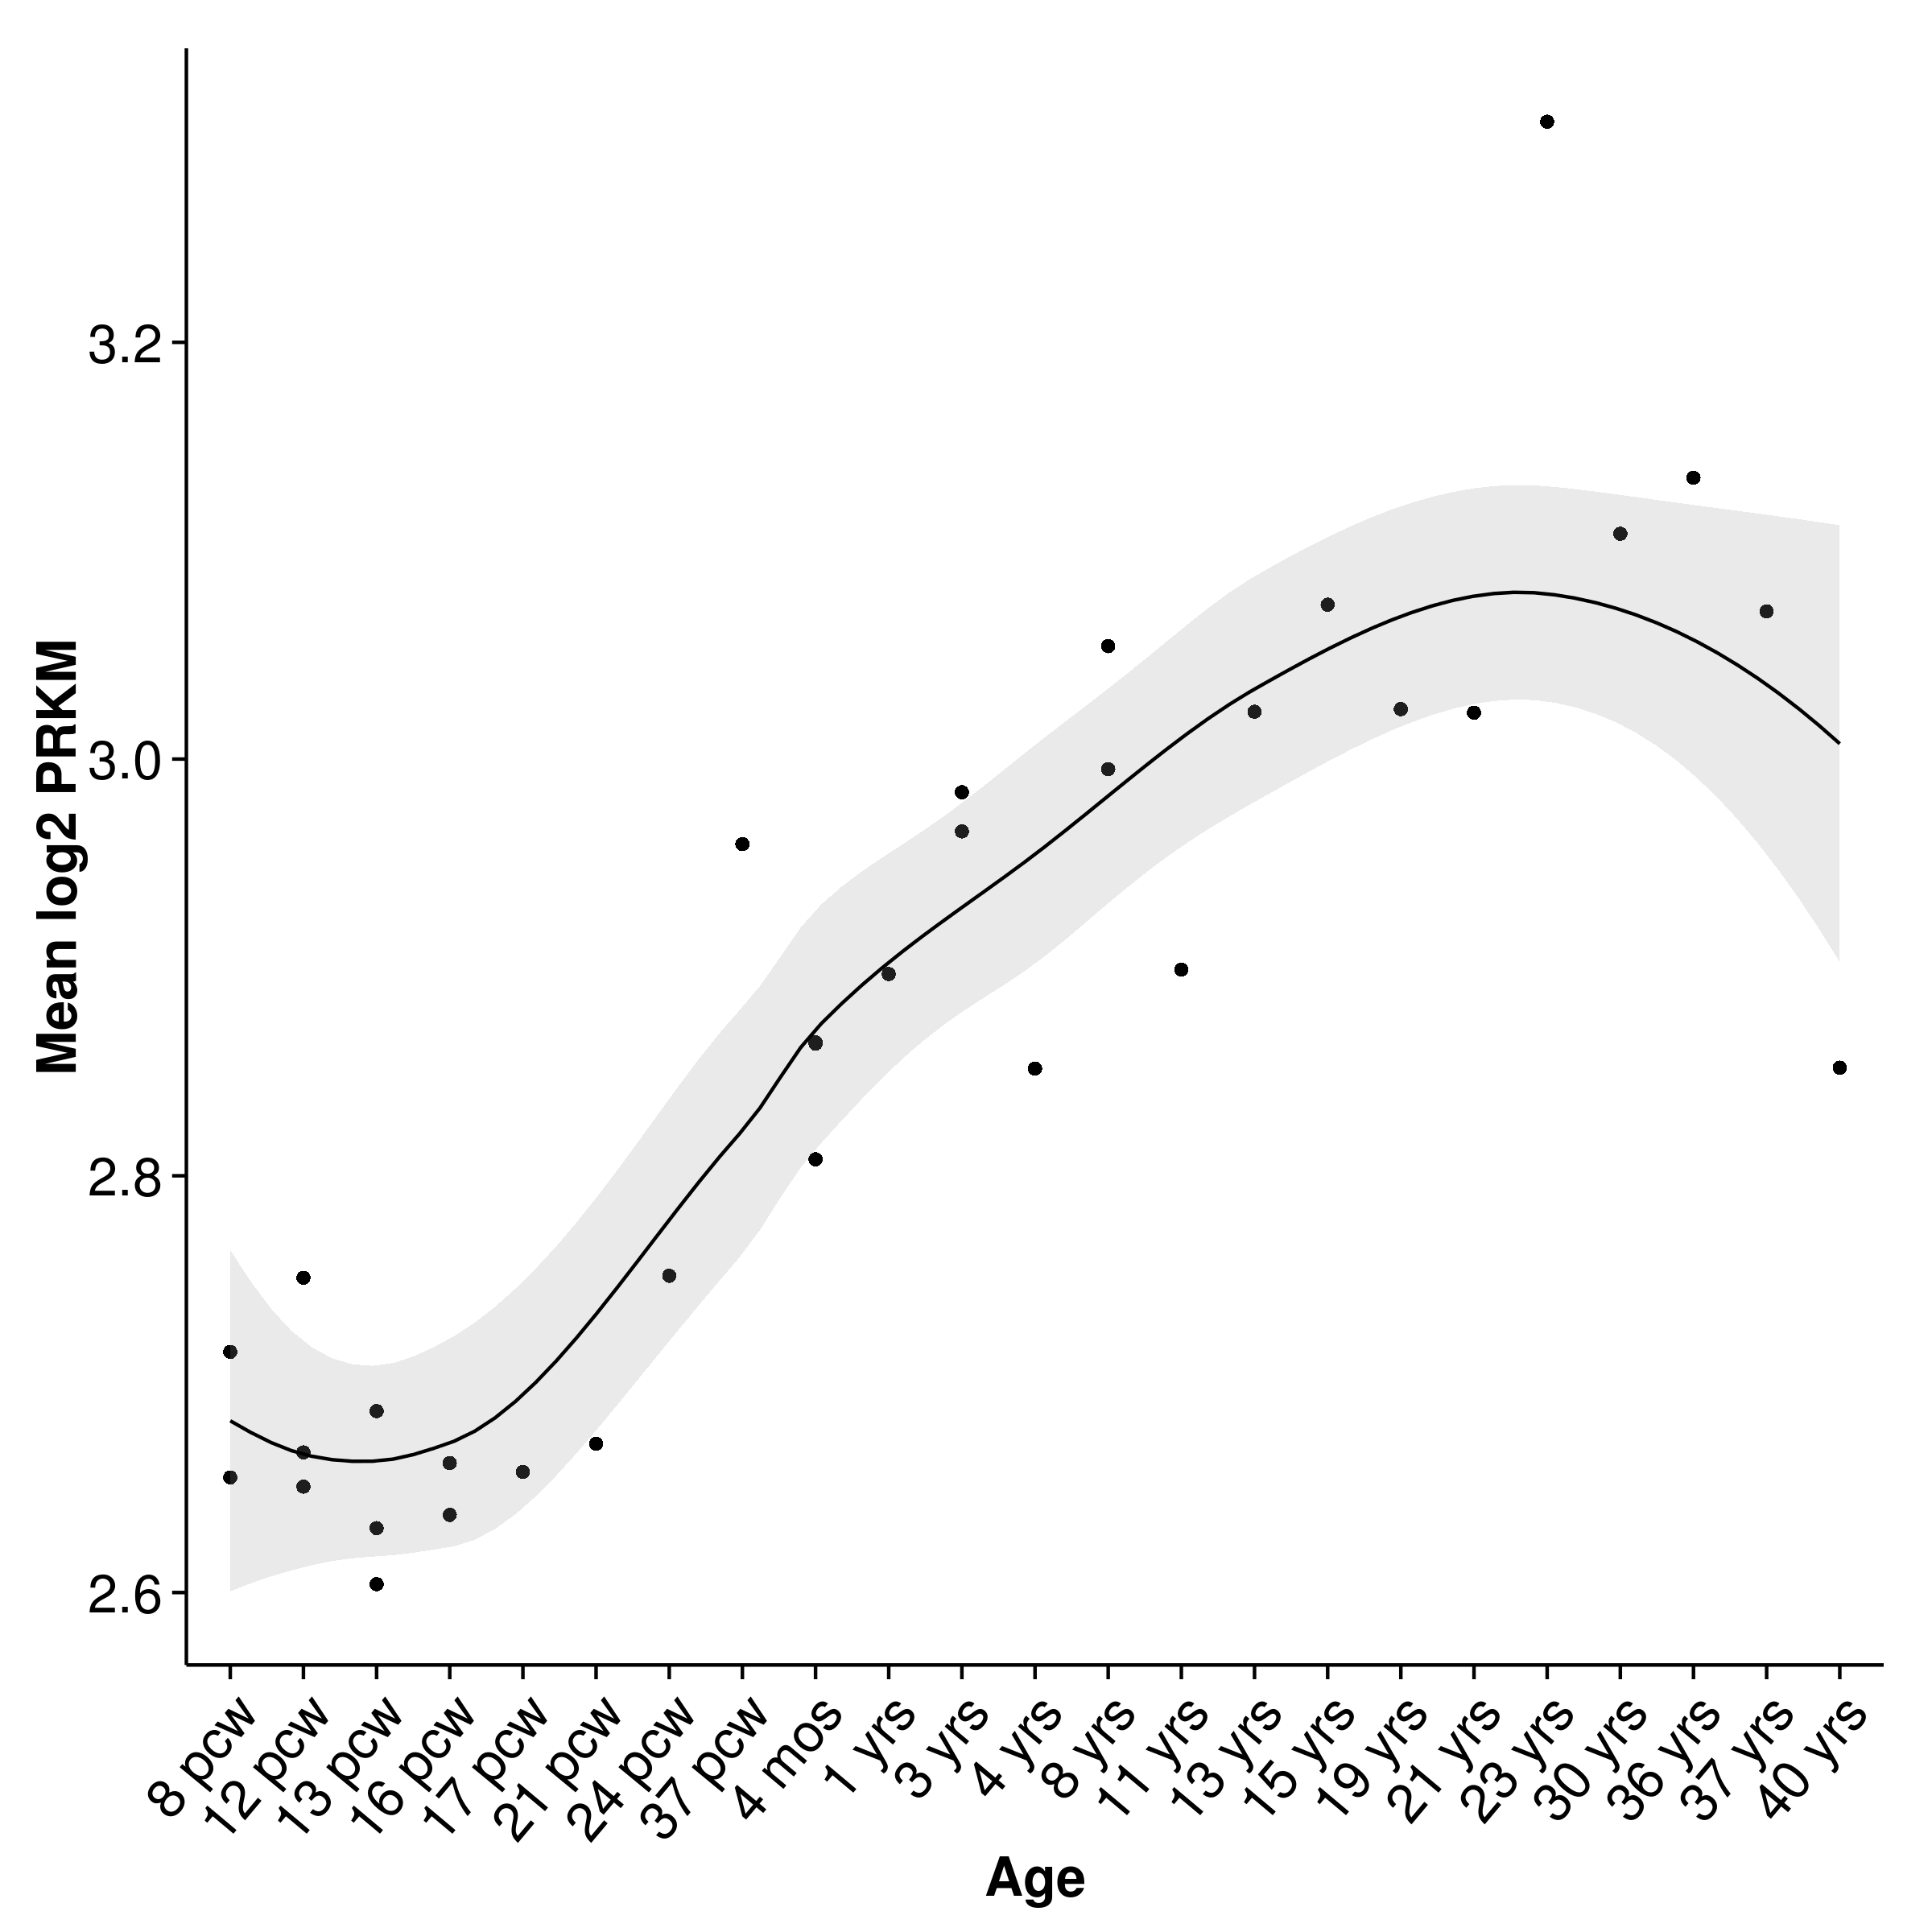 Mean log2 PRKM
3.2
3.0
2.8
2.6
8 pcw
12 pcw
13 pcw
16 pcw
17 pcw
21 pcw
24 pcw
37 pcw
4 mos
1 yrs
3 yrs
4 yrs
8 yrs
11 yrs
13 yrs
15 yrs
19 yrs
21 yrs
23 yrs
30 yrs
36 yrs
37 yrs
40 yrs
Age